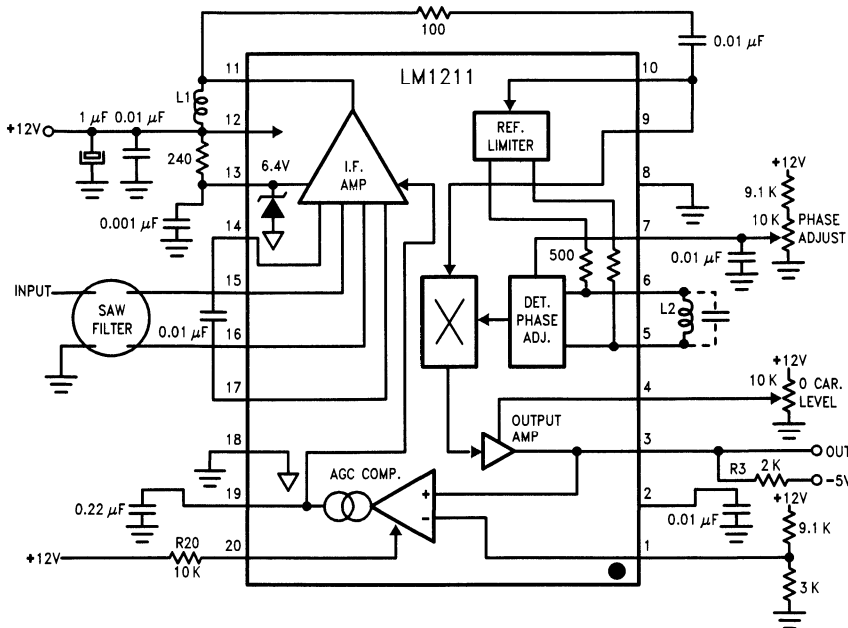 100
0.01 µF
11
LM1211
10
L1
1 µF
0.01 µF
+12V
12
REF.
LIMITER
9
240
13
6.4V
I.F.
AMP
8
+12V
9.1 K
0.001 µF
14
7
10K
PHASE
ADJUST
500
0.01 µF
INPUT
15
6
SAW
FILTER
0.01 µF
DET.
PHASE
ADJ.
L2
16
5
+12V
17
4
10 K
0 CAR.
LEVEL
OUTPUT
AMP
18
3
OUT
AGC COMP.
R3
2 K
-5V
19
+
2
+12V
0.22 µF
−
0.01 µF
9.1 K
R20
+12V
10 K
20
1
3K